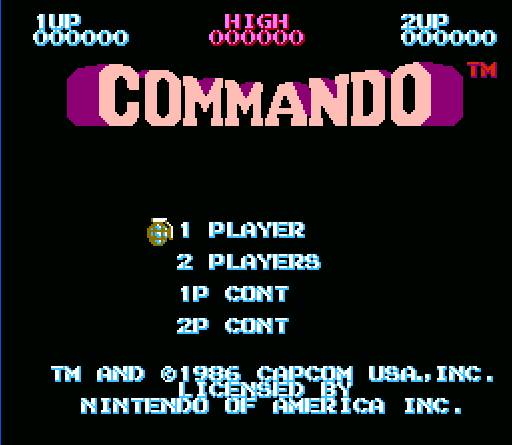 1UP HIGH 2UP
000000 000000 000000
COMMANDO TM
1 PLAYER
2 PLAYERS
1P CONT
2P CONT
TM AND ©1986 CAPCOM USA.,INC.
LICENSED BY
NINTENDO OF AMERICA INC.